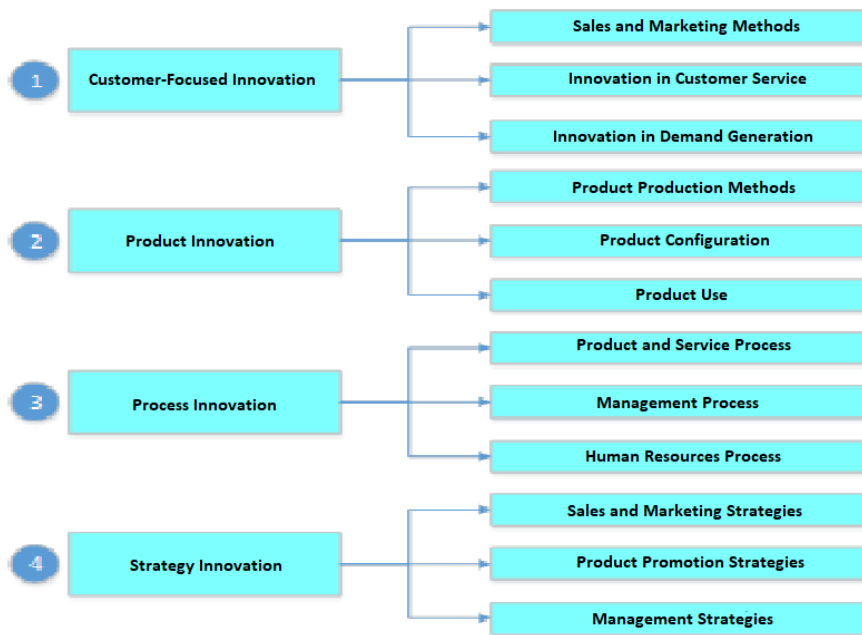 1
Customer-Focused Innovation
Sales and Marketing Methods
Innovation in Customer Service
Innovation in Demand Generation
2
Product Innovation
Product Production Methods
Product Configuration
Product Use
3
Process Innovation
Product and Service Process
Management Process
Human Resources Process
4
Strategy Innovation
Sales and Marketing Strategies
Product Promotion Strategies
Management Strategies